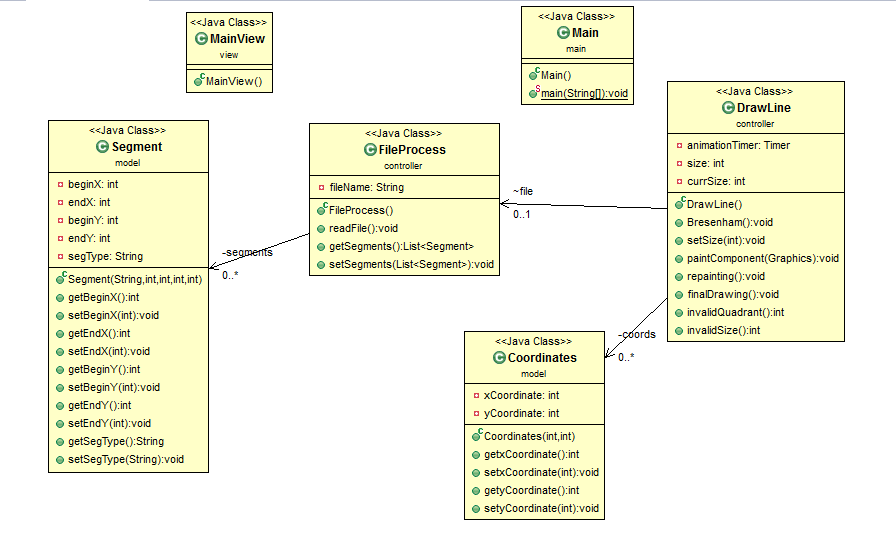 <<Java Class>>
MainView
view
MainView()
<<Java Class>>
Main
main
Main()
main(String[]):void
<<Java Class>>
DrawLine
controller
animationTimer: Timer
size: int
currSize: int
DrawLine()
Bresenham():void
setSize(int):void
paintComponent(Graphics):void
repainting():void
finalDrawing():void
invalidQuadrant():int
invalidSize():int
<<Java Class>>
Segment
model
beginX: int
endX: int
beginY: int
endY: int
segType: String
Segment(String,int,int,int,int)
getBeginX():int
setBeginX(int):void
getEndX():int
setEndX(int):void
getBeginY():int
setBeginY(int):void
getEndY():int
setEndY(int):void
getSegType():String
setSegType(String):void
<<Java Class>>
FileProcess
controller
fileName: String
FileProcess()
readFile():void
getSegments():List<Segment>
setSegments(List<Segment>):void
~file
0..1
-segments
0..*
-coords
0..*
<<Java Class>>
Coordinates
model
xCoordinate: int
yCoordinate: int
Coordinates(int,int)
getxCoordinate():int
setxCoordinate(int):void
getyCoordinate():int
setyCoordinate(int):void